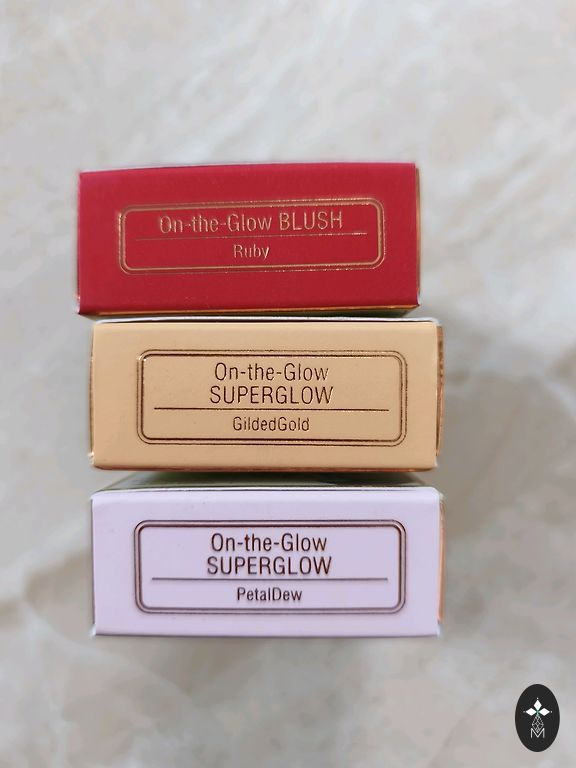 On-the-Glow BLUSH
Ruby
On-the-Glow
SUPERGLOW
GildedGold
On-the-Glow
SUPERGLOW
PetalDew